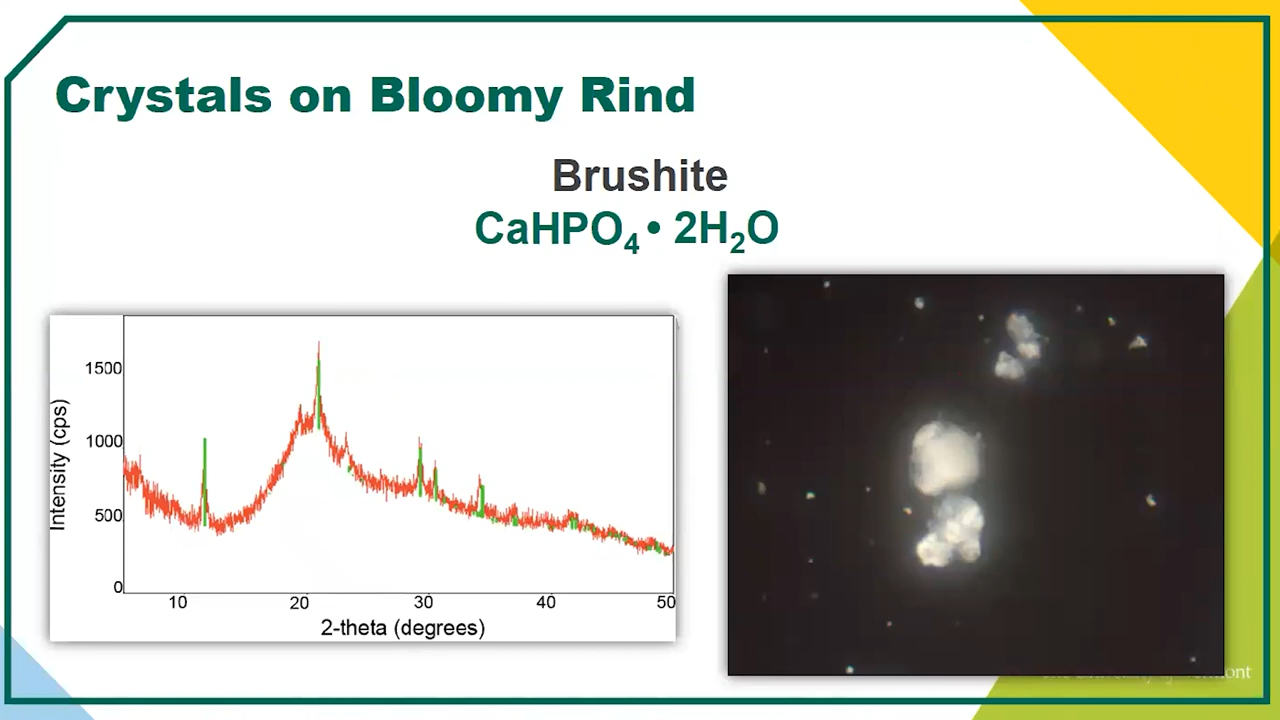 Crystals on Bloomy Rind
Brushite
CaHPO₄ • 2H₂O
1500
1000
500
0
Intensity (cps)
10 20 30 40 50
2-theta (degrees)